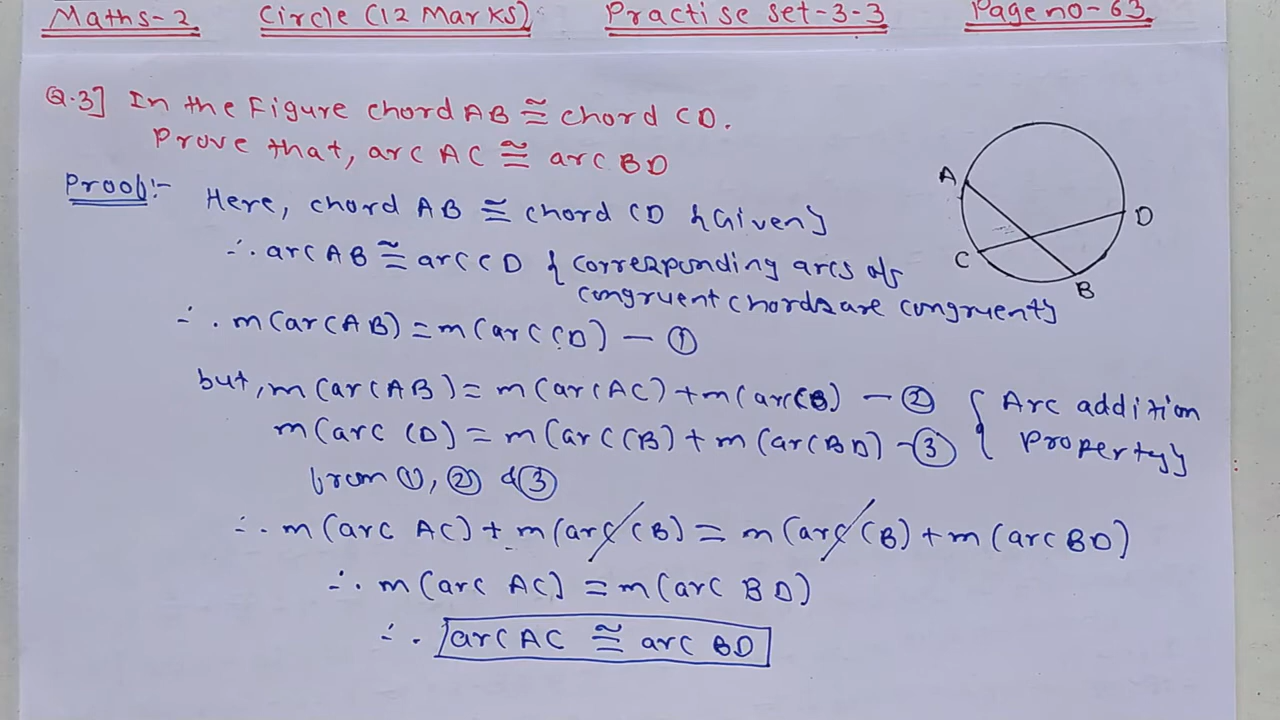 Maths-2 Circle (12 Marks) Practise set-3-3 Page no-63
Q.3] In the Figure chord AB ≅ chord CD.
Prove that, arc AC ≅ arc BD
Proof:- Here, chord AB ≅ chord CD {Given}
∴ arc AB ≅ arc CD { corresponding arcs of
congruent chords are congruent}
∴ m(arc AB) = m(arc CD) — ①
but, m(arc AB) = m(arc AC) + m(arc CB) — ② { Arc addition
m(arc CD) = m(arc CB) + m(arc BD) - ③ Property}
from ①, ② & ③
∴ m(arc AC) + m(arc CB) = m(arc CB) + m(arc BD)
∴ m(arc AC) = m(arc BD)
∴ arc AC ≅ arc BD
A
D
C
B